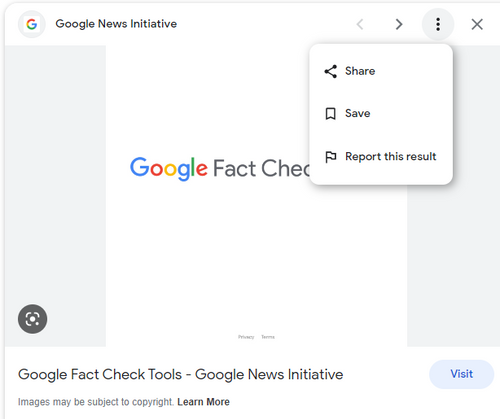 Google News Initiative
Share
Save
Report this result
Google Fact Chec
Privacy Terms
Google Fact Check Tools - Google News Initiative
Visit
Images may be subject to copyright. Learn More